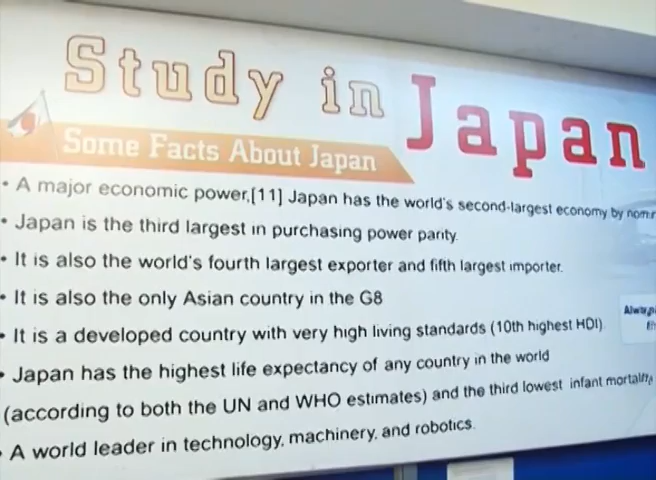 Study in Japan
Some Facts About Japan
• A major economic power,[11] Japan has the world's second-largest economy by
• Japan is the third largest in purchasing power parity.
• It is also the world's fourth largest exporter and fifth largest importer.
• It is also the only Asian country in the G8
• It is a developed country with very high living standards (10th highest HDI)
• Japan has the highest life expectancy of any country in the world
(according to both the UN and WHO estimates) and the third lowest infant mortality
• A world leader in technology, machinery, and robotics.